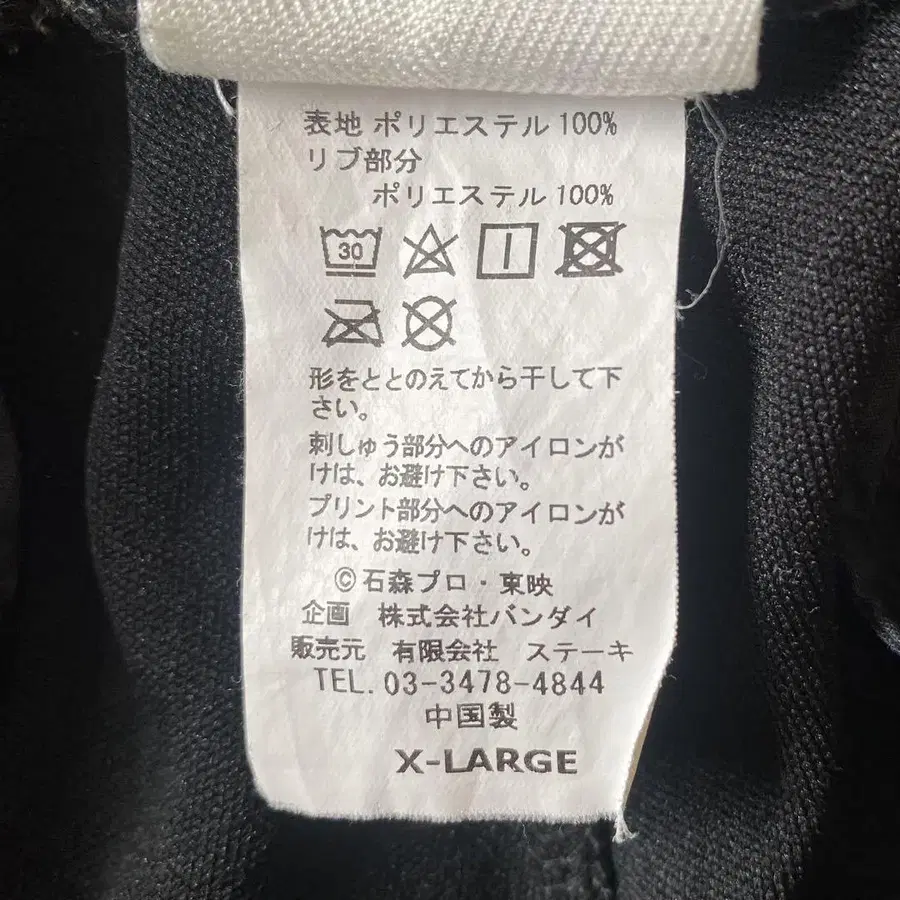 表地 ポリエステル 100%
リブ部分
ポリエステル 100%
30
形をととのえてから干して下
さい。
刺しゅう部分へのアイロンが
けは、お避け下さい。
プリント部分へのアイロンが
けは、お避け下さい。
©石森プロ・東映
企画 株式会社バンダイ
販売元 有限会社 ステーキ
TEL. 03-3478-4844
中国製
X-LARGE